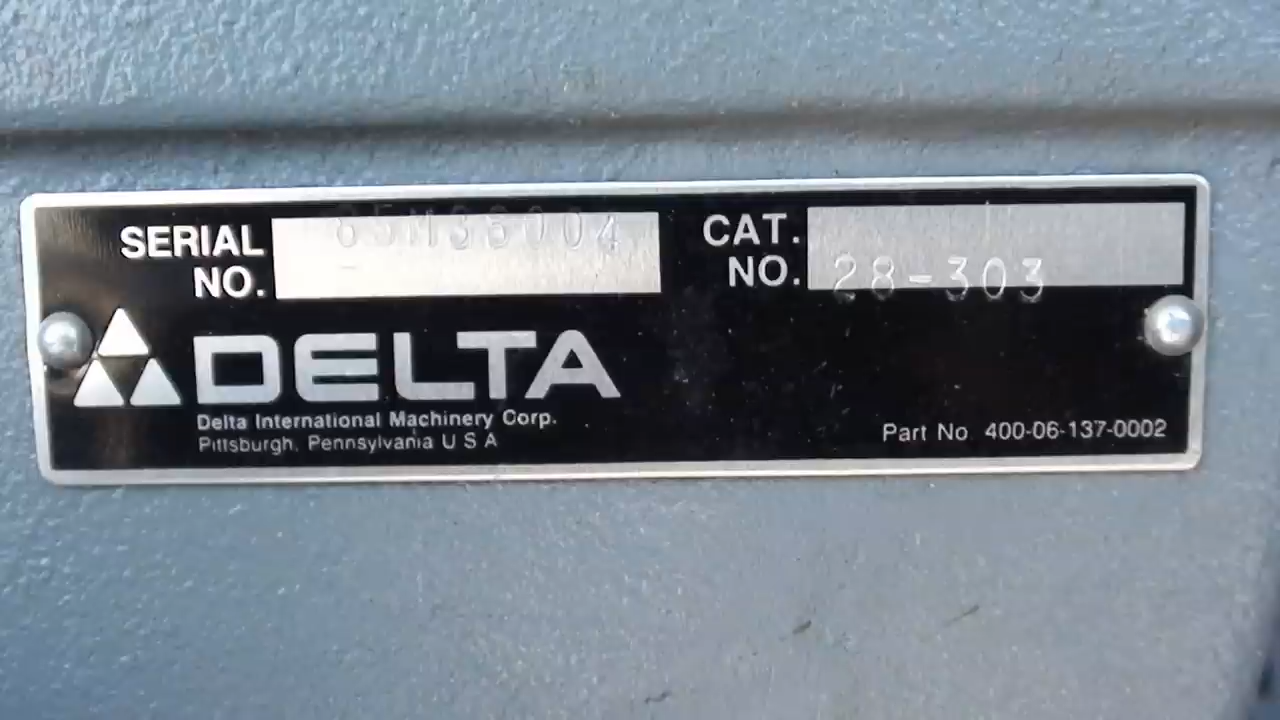 SERIAL NO. 85M36004
CAT. NO. 28-303
DELTA
Delta International Machinery Corp.
Pittsburgh, Pennsylvania U S A
Part No. 400-06-137-0002